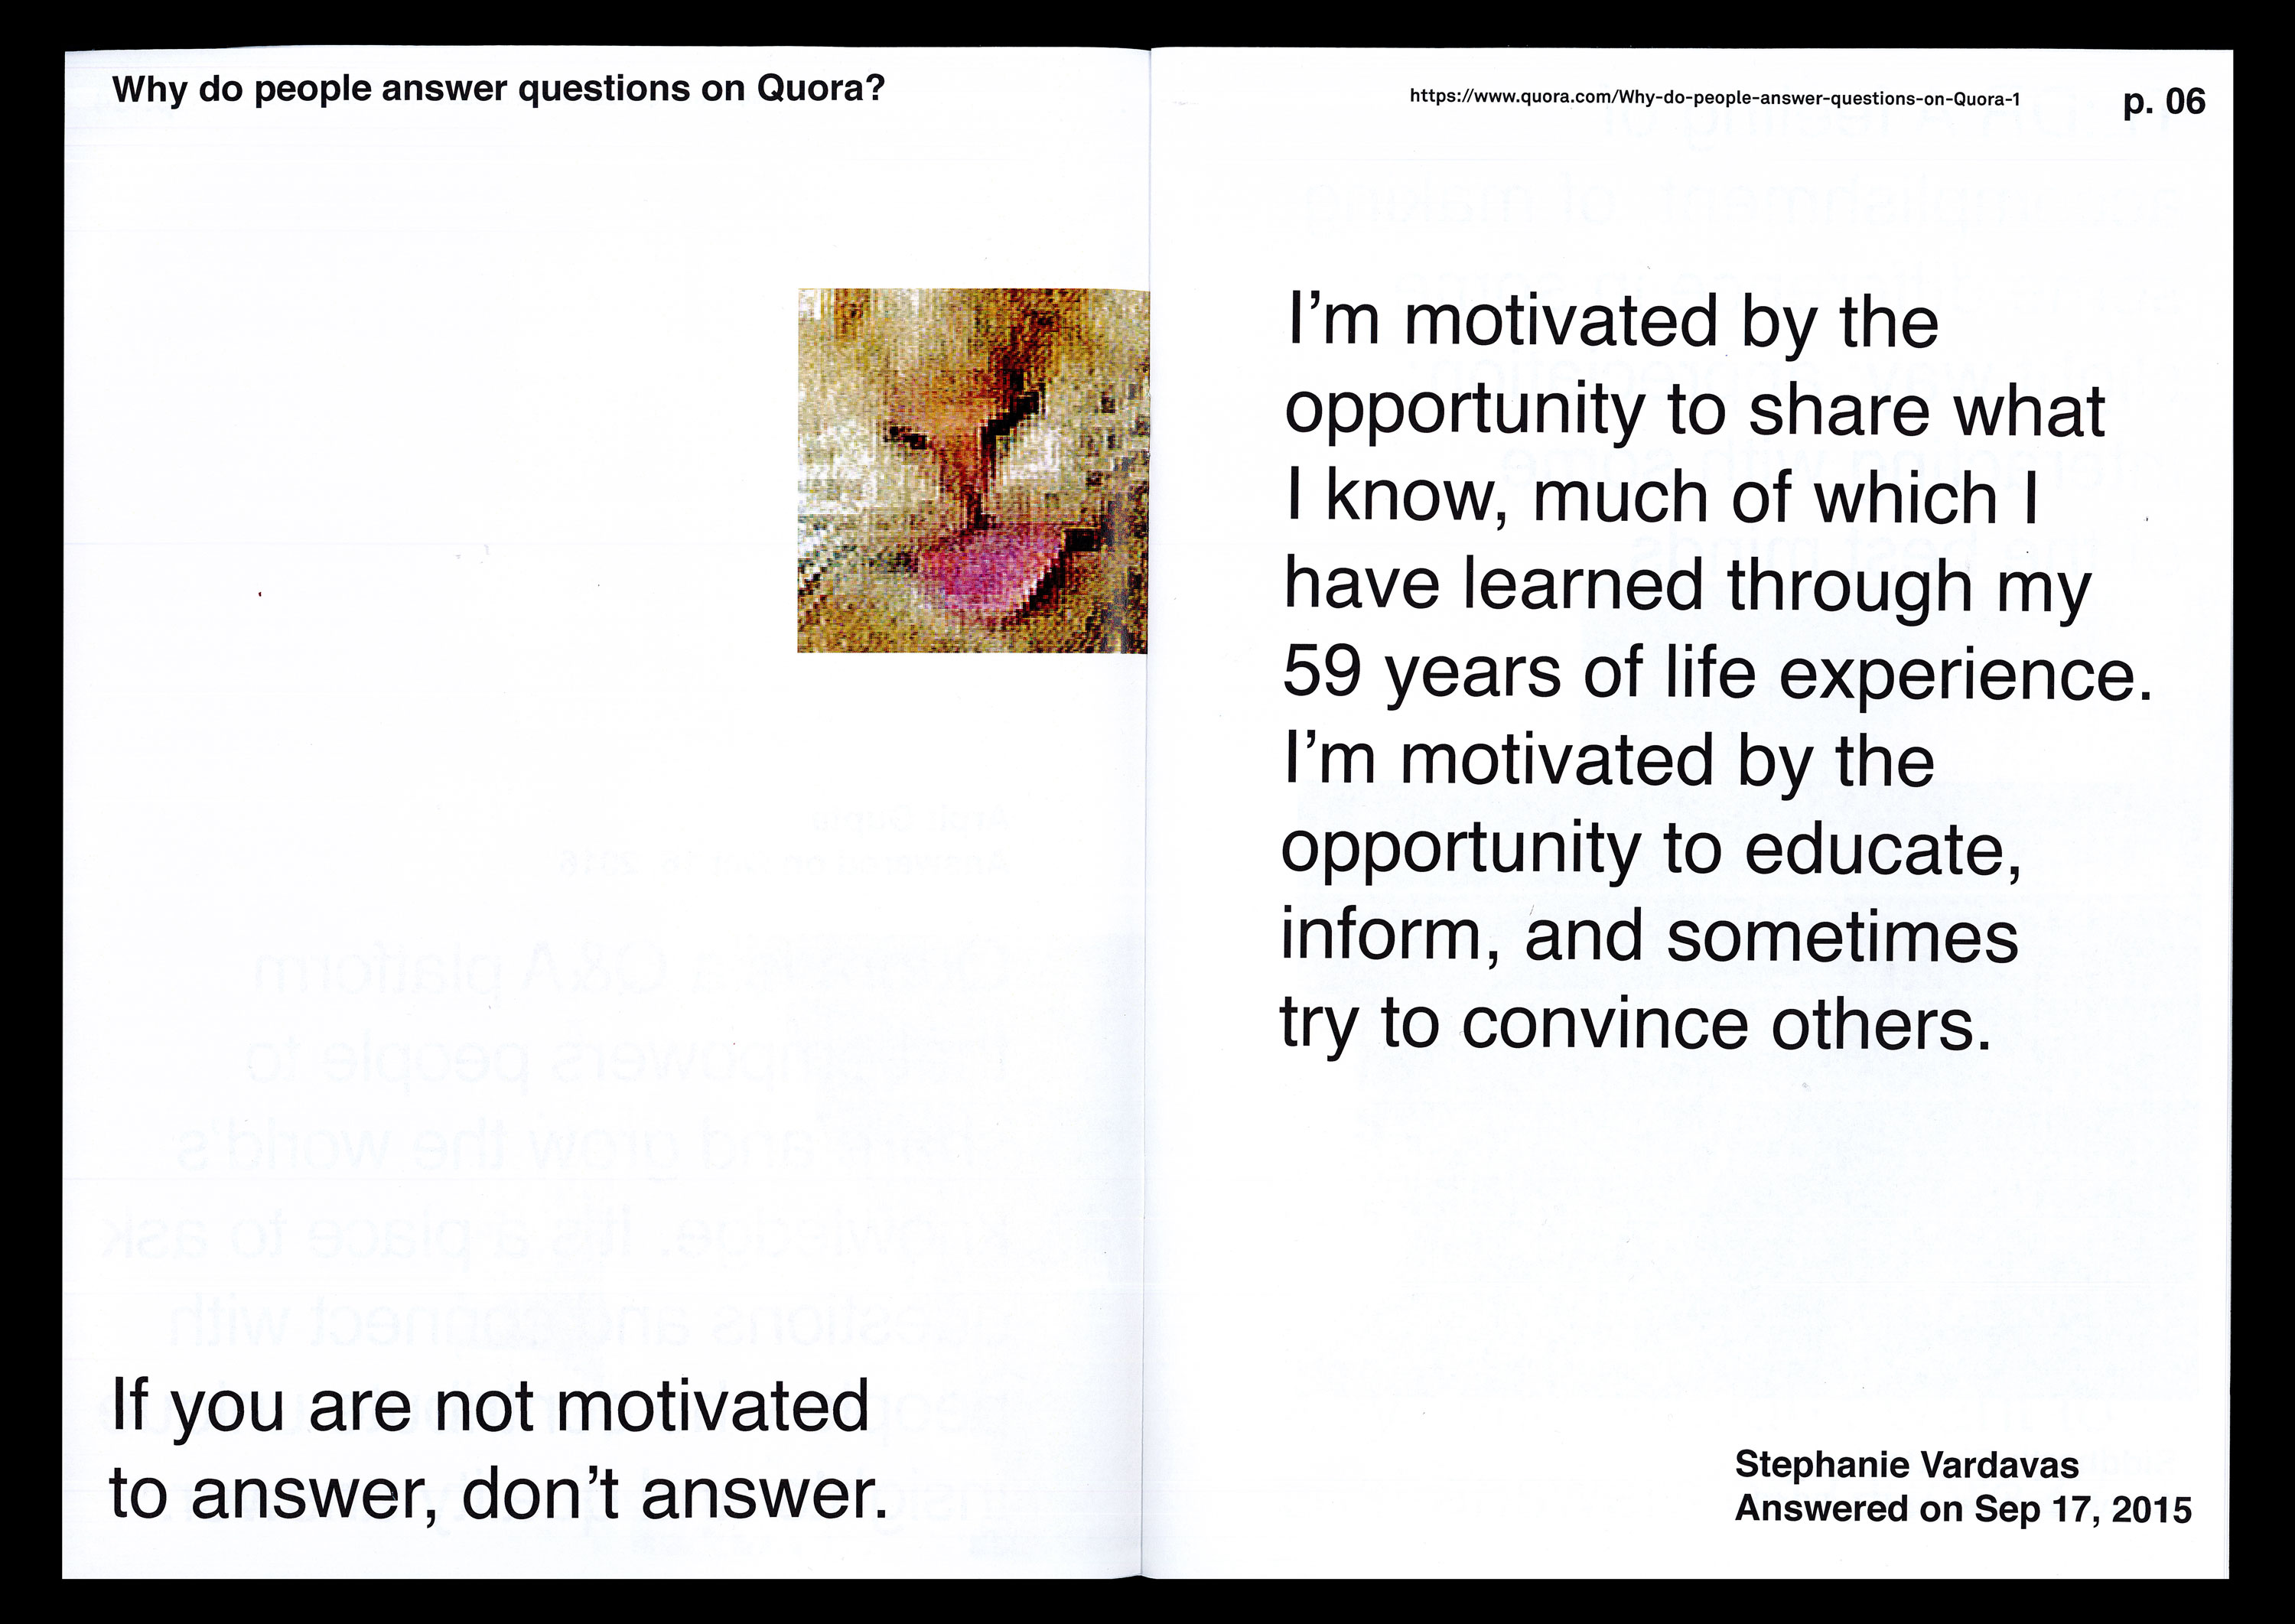 Why do people answer questions on Quora?
https://www.quora.com/Why-do-people-answer-questions-on-Quora-1
p. 06
I’m motivated by the
opportunity to share what
I know, much of which I
have learned through my
59 years of life experience.
I’m motivated by the
opportunity to educate,
inform, and sometimes
try to convince others.
If you are not motivated
to answer, don’t answer.
Stephanie Vardavas
Answered on Sep 17, 2015